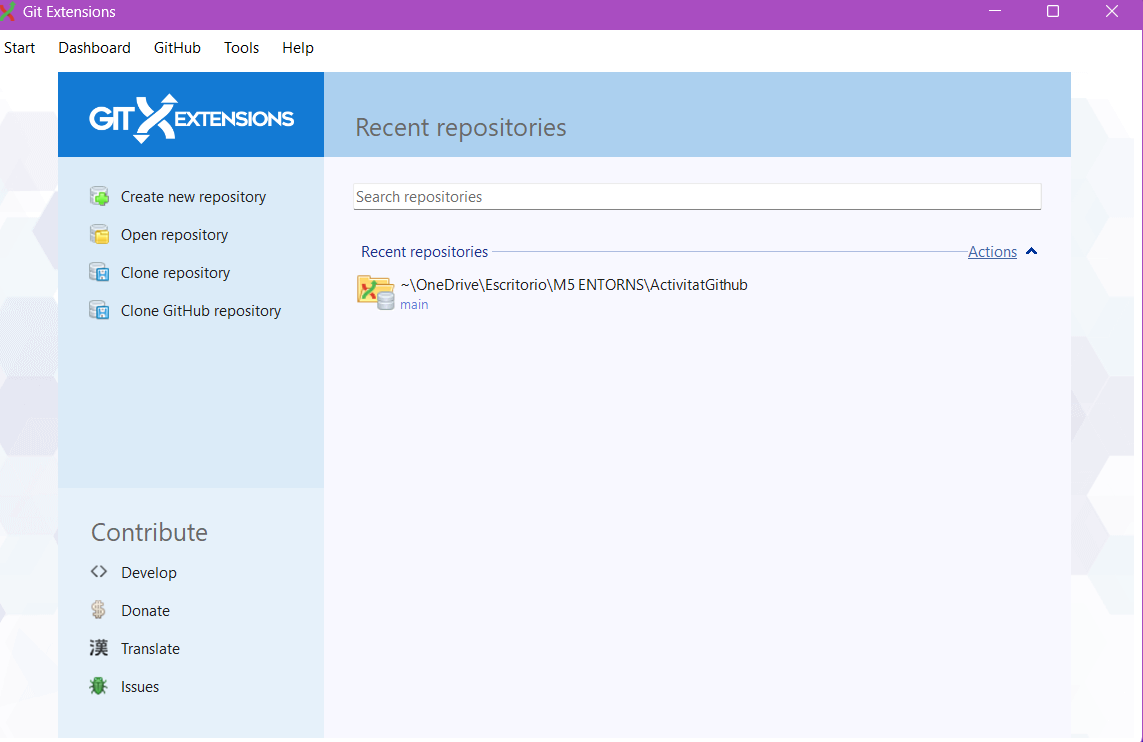 Git Extensions
Start Dashboard GitHub Tools Help
GIT EXTENSIONS
Recent repositories
Create new repository
Open repository
Clone repository
Clone GitHub repository
Search repositories
Recent repositories Actions
~\OneDrive\Escritorio\M5 ENTORNS\ActivitatGithub
main
Contribute
Develop
Donate
漢 Translate
Issues